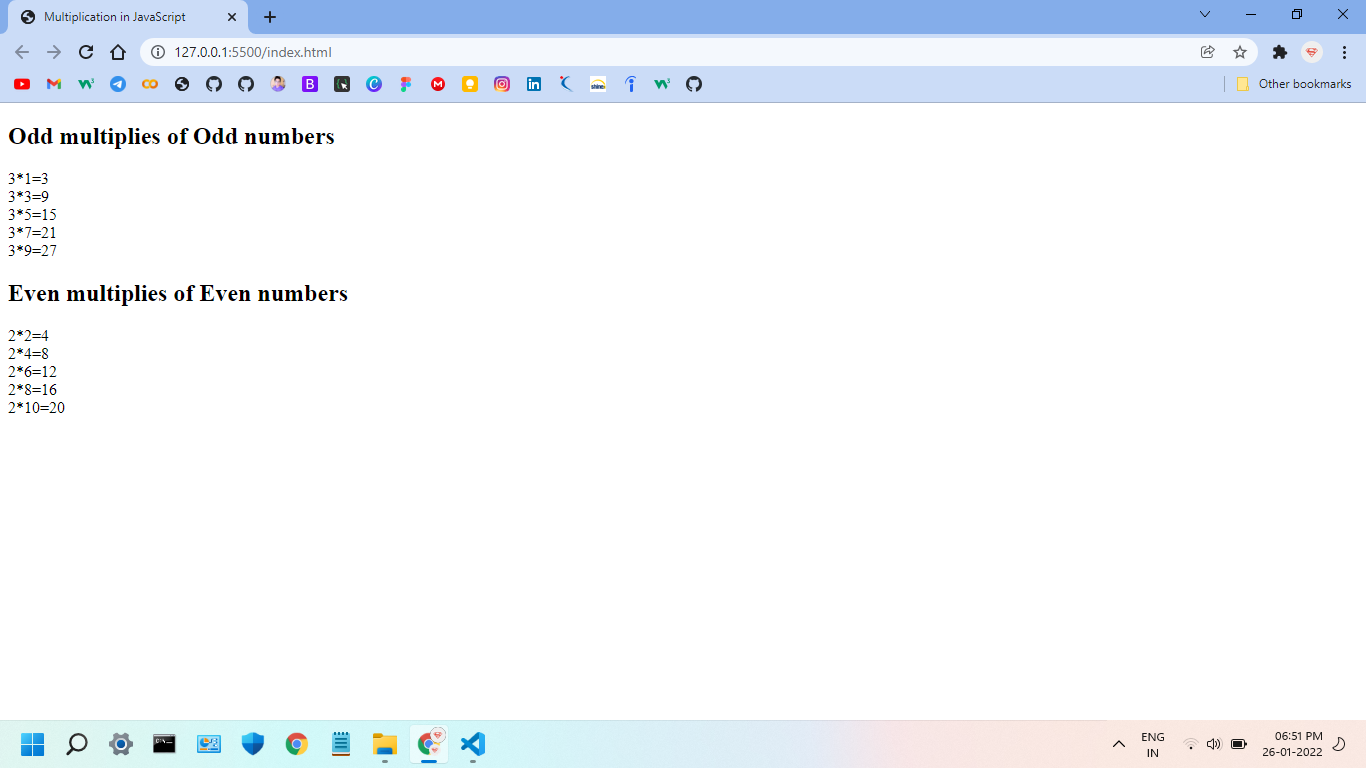 Multiplication in JavaScript
127.0.0.1:5500/index.html
Other bookmarks
Odd multiplies of Odd numbers
3*1=3
3*3=9
3*5=15
3*7=21
3*9=27
Even multiplies of Even numbers
2*2=4
2*4=8
2*6=12
2*8=16
2*10=20
ENG
IN
06:51 PM
26-01-2022